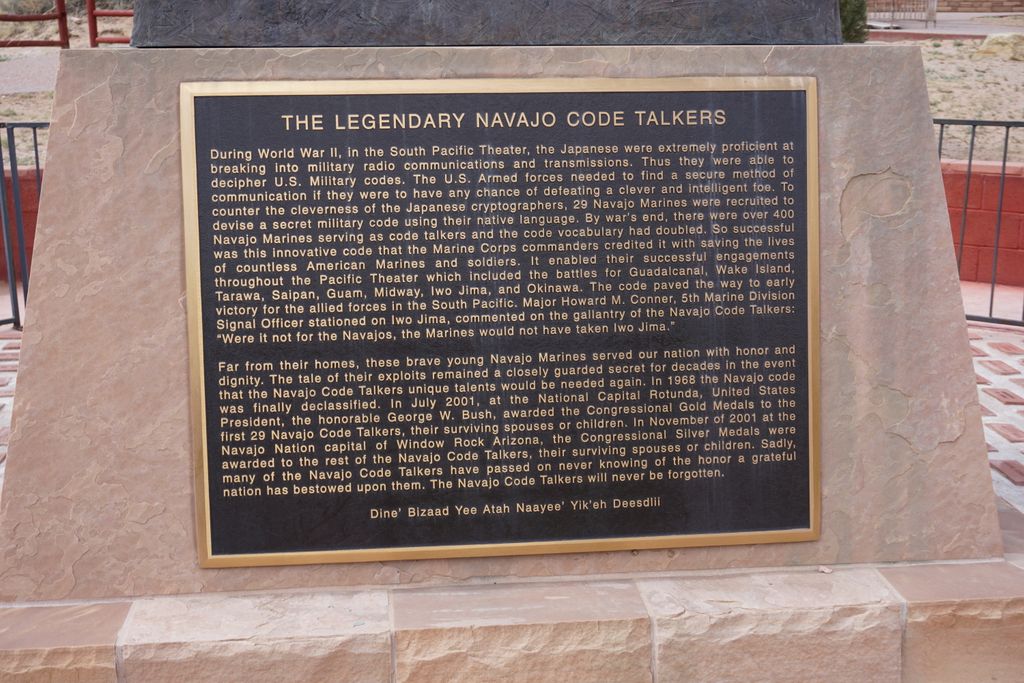 THE LEGENDARY NAVAJO CODE TALKERS
During World War II, in the South Pacific Theater, the Japanese were extremely proficient at
breaking into military radio communications and transmissions. Thus they were able to
decipher U.S. Military codes. The U.S. Armed forces needed to find a secure method of
communication if they were to have any chance of defeating a clever and intelligent foe. To
counter the cleverness of the Japanese cryptographers, 29 Navajo Marines were recruited to
devise a secret military code using their native language. By war's end, there were over 400
Navajo Marines serving as code talkers and the code vocabulary had doubled. So successful
was this innovative code that the Marine Corps commanders credited it with saving the lives
of countless American Marines and soldiers. It enabled their successful engagements
throughout the Pacific Theater which included the battles for Guadalcanal, Wake Island,
Tarawa, Saipan, Guam, Midway, Iwo Jima, and Okinawa. The code paved the way to early
victory for the allied forces in the South Pacific. Major Howard M. Conner, 5th Marine Division
Signal Officer stationed on Iwo Jima, commented on the gallantry of the Navajo Code Talkers:
“Were it not for the Navajos, the Marines would not have taken Iwo Jima.”
Far from their homes, these brave young Navajo Marines served our nation with honor and
dignity. The tale of their exploits remained a closely guarded secret for decades in the event
that the Navajo Code Talkers unique talents would be needed again. In 1968 the Navajo code
was finally declassified. In July 2001, at the National Capital Rotunda, United States
President, the honorable George W. Bush, awarded the Congressional Gold Medals to the
first 29 Navajo Code Talkers, their surviving spouses or children. In November of 2001 at the
Navajo Nation capital of Window Rock Arizona, the Congressional Silver Medals were
awarded to the rest of the Navajo Code Talkers, their surviving spouses or children. Sadly,
many of the Navajo Code Talkers have passed on never knowing of the honor a grateful
nation has bestowed upon them. The Navajo Code Talkers will never be forgotten.
Dine' Bizaad Yee Atah Naayee' Yik'eh Deesdlii